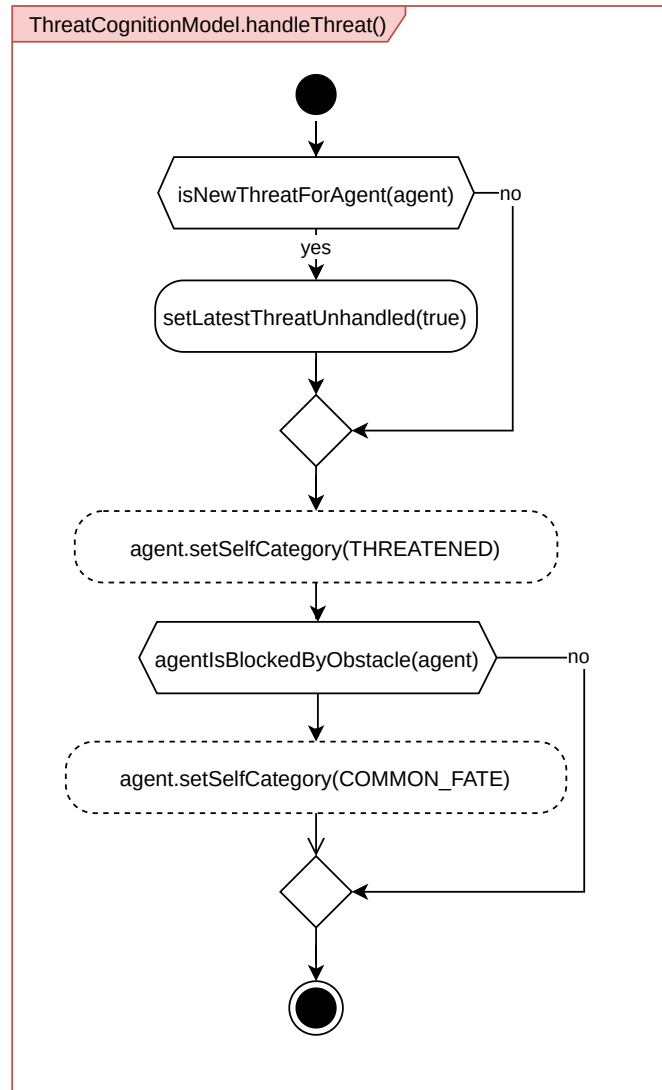 ThreatCognitionModel.handleThreat()
isNewThreatForAgent(agent)
no
yes
setLatestThreatUnhandled(true)
agent.setSelfCategory(THREATENED)
agentIsBlockedByObstacle(agent)
no
agent.setSelfCategory(COMMON_FATE)